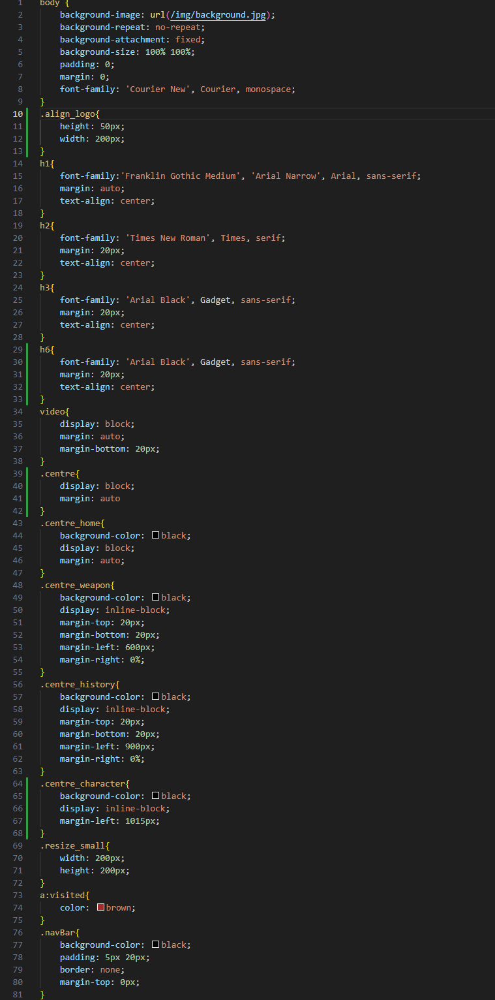 1 body {
2 background-image: url(/img/background.jpg);
3 background-repeat: no-repeat;
4 background-attachment: fixed;
5 background-size: 100% 100%;
6 padding: 0;
7 margin: 0;
8 font-family: 'Courier New', Courier, monospace;
9 }
10 .align_logo{
11 height: 50px;
12 width: 200px;
13 }
14 h1{
15 font-family:'Franklin Gothic Medium', 'Arial Narrow', Arial, sans-serif;
16 margin: auto;
17 text-align: center;
18 }
19 h2{
20 font-family: 'Times New Roman', Times, serif;
21 margin: 20px;
22 text-align: center;
23 }
24 h3{
25 font-family: 'Arial Black', Gadget, sans-serif;
26 margin: 20px;
27 text-align: center;
28 }
29 h6{
30 font-family: 'Arial Black', Gadget, sans-serif;
31 margin: 20px;
32 text-align: center;
33 }
34 video{
35 display: block;
36 margin: auto;
37 margin-bottom: 20px;
38 }
39 .centre{
40 display: block;
41 margin: auto
42 }
43 .centre_home{
44 background-color: black;
45 display: block;
46 margin: auto;
47 }
48 .centre_weapon{
49 background-color: black;
50 display: inline-block;
51 margin-top: 20px;
52 margin-bottom: 20px;
53 margin-left: 600px;
54 margin-right: 0%;
55 }
56 .centre_history{
57 background-color: black;
58 display: inline-block;
59 margin-top: 20px;
60 margin-bottom: 20px;
61 margin-left: 900px;
62 margin-right: 0%;
63 }
64 .centre_character{
65 background-color: black;
66 display: inline-block;
67 margin-left: 1015px;
68 }
69 .resize_small{
70 width: 200px;
71 height: 200px;
72 }
73 a:visited{
74 color: brown;
75 }
76 .navBar{
77 background-color: black;
78 padding: 5px 20px;
79 border: none;
80 margin-top: 0px;
81 }